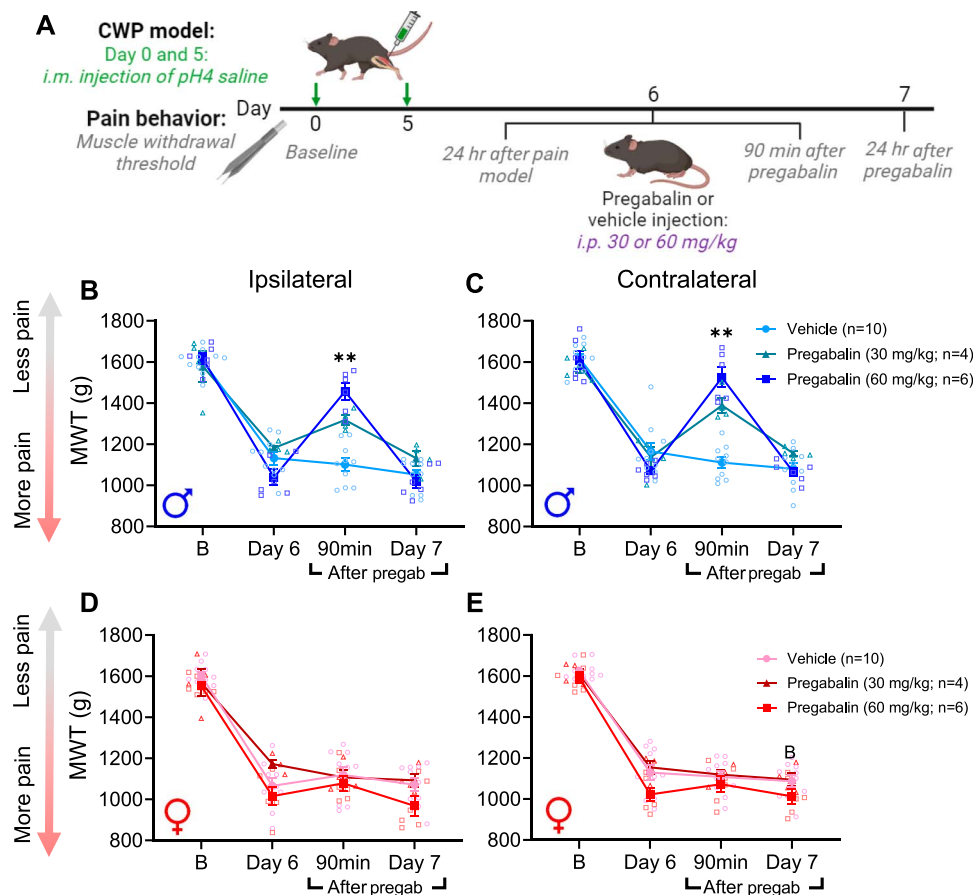 A
CWP model:
Day 0 and 5:
i.m. injection of pH4 saline
Day
0
5
6
7
Pain behavior:
Muscle withdrawal
threshold
Baseline
24 hr after pain
model
90 min after
pregabalin
24 hr after
pregabalin
Pregabalin or
vehicle injection:
i.p. 30 or 60 mg/kg
Less pain
More pain
B
Ipsilateral
MWT (g)
1800
1600
1400
1200
1000
800
**
B
Day 6
90min
Day 7
After pregab
C
Contralateral
1800
1600
1400
1200
1000
800
**
B
Day 6
90min
Day 7
After pregab
Vehicle (n=10)
Pregabalin (30 mg/kg; n=4)
Pregabalin (60 mg/kg; n=6)
Less pain
More pain
D
MWT (g)
1800
1600
1400
1200
1000
800
B
Day 6
90min
Day 7
After pregab
E
1800
1600
1400
1200
1000
800
B
B
Day 6
90min
Day 7
After pregab
Vehicle (n=10)
Pregabalin (30 mg/kg; n=4)
Pregabalin (60 mg/kg; n=6)